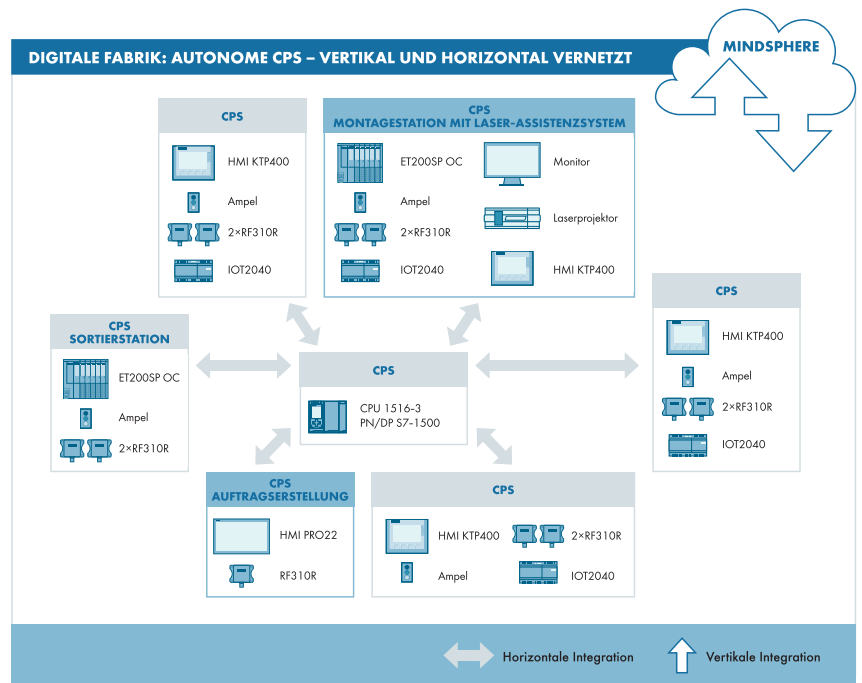 MINDSPHERE
DIGITALE FABRIK: AUTONOME CPS – VERTIKAL UND HORIZONTAL VERNETZT
CPS
HMI KTP400
Ampel
2×RF310R
IOT2040
CPS
MONTAGESTATION MIT LASER-ASSISTENZSYSTEM
ET200SP OC
Ampel
2×RF310R
IOT2040
Monitor
Laserprojektor
HMI KTP400
CPS
SORTIERSTATION
ET200SP OC
Ampel
2×RF310R
CPS
CPU 1516-3
PN/DP S7-1500
CPS
HMI KTP400
Ampel
2×RF310R
IOT2040
CPS
AUFTRAGSERSTELLUNG
HMI PRO22
RF310R
CPS
HMI KTP400
Ampel
2×RF310R
IOT2040
Horizontale Integration
Vertikale Integration